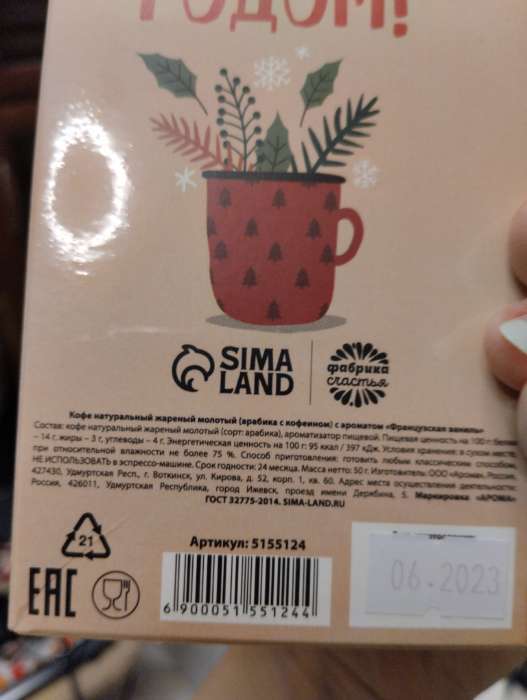 ГОДОМ!
SIMA
LAND
фабрика
счастья
Кофе натуральный жареный молотый (арабика с кофеином) с ароматом «Французская ваниль»
Состав: кофе натуральный жареный молотый (сорт: арабика), ароматизатор пищевой. Пищевая ценность на 100 г: белки
– 14 г, жиры – 3 г, углеводы – 4 г. Энергетическая ценность на 100 г: 95 ккал / 397 кДж. Условия хранения: в сухом месте
при относительной влажности не более 75 %. Способ приготовления: готовить любым классическим способом,
НЕ ИСПОЛЬЗОВАТЬ в эспрессо-машине. Срок годности: 24 месяца. Масса нетто: 50 г. Изготовитель: ООО «Арома», Россия,
427430, Удмуртская Респ., г. Воткинск, ул. Кирова, д. 52, корп. 1, кв. 60. Адрес места осуществления деятельности:
Россия, 426011, Удмуртская Республика, город Ижевск, проезд имени Дерябина, 5. Маркировка «АРОМА»
ГОСТ 32775-2014. SIMA-LAND.RU
21
Артикул: 5155124
EAC
6 900051 551244
06.2023